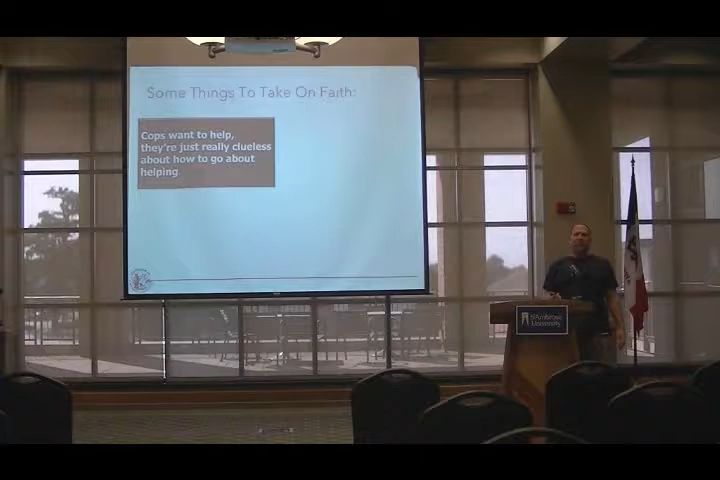 Some Things To Take On Faith:
Cops want to help,
they're just really clueless
about how to go about
helping
St.Ambrose
University